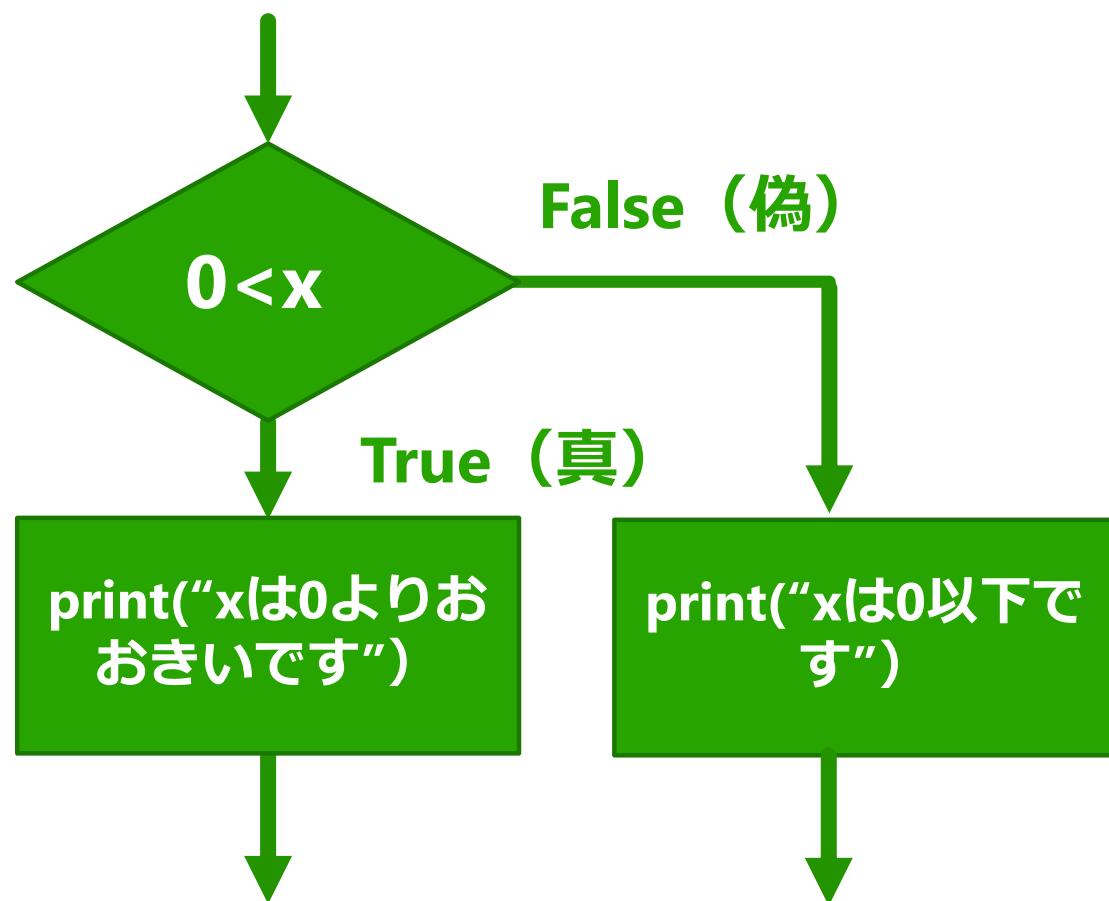 False（偽）
0<x
True（真）
print(“xは0よりお
おきいです”）
print(“xは0以下で
す”)